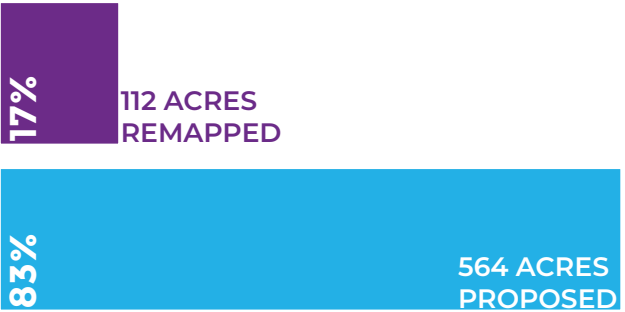 17%
112 ACRES
REMAPPED
83%
564 ACRES
PROPOSED